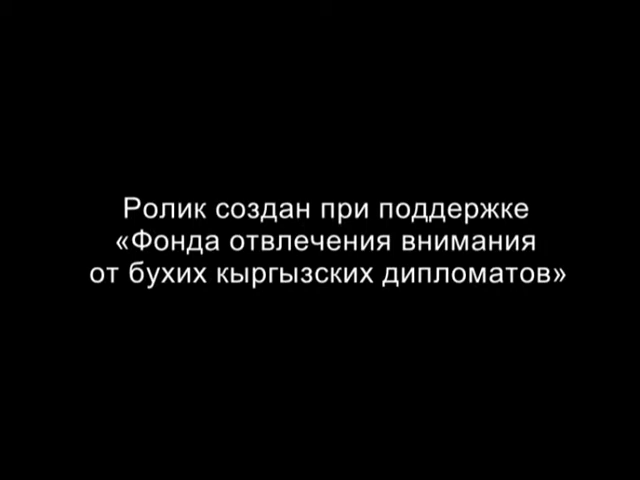 Ролик создан при поддержке
«Фонда отвлечения внимания
от бухих кыргызских дипломатов»